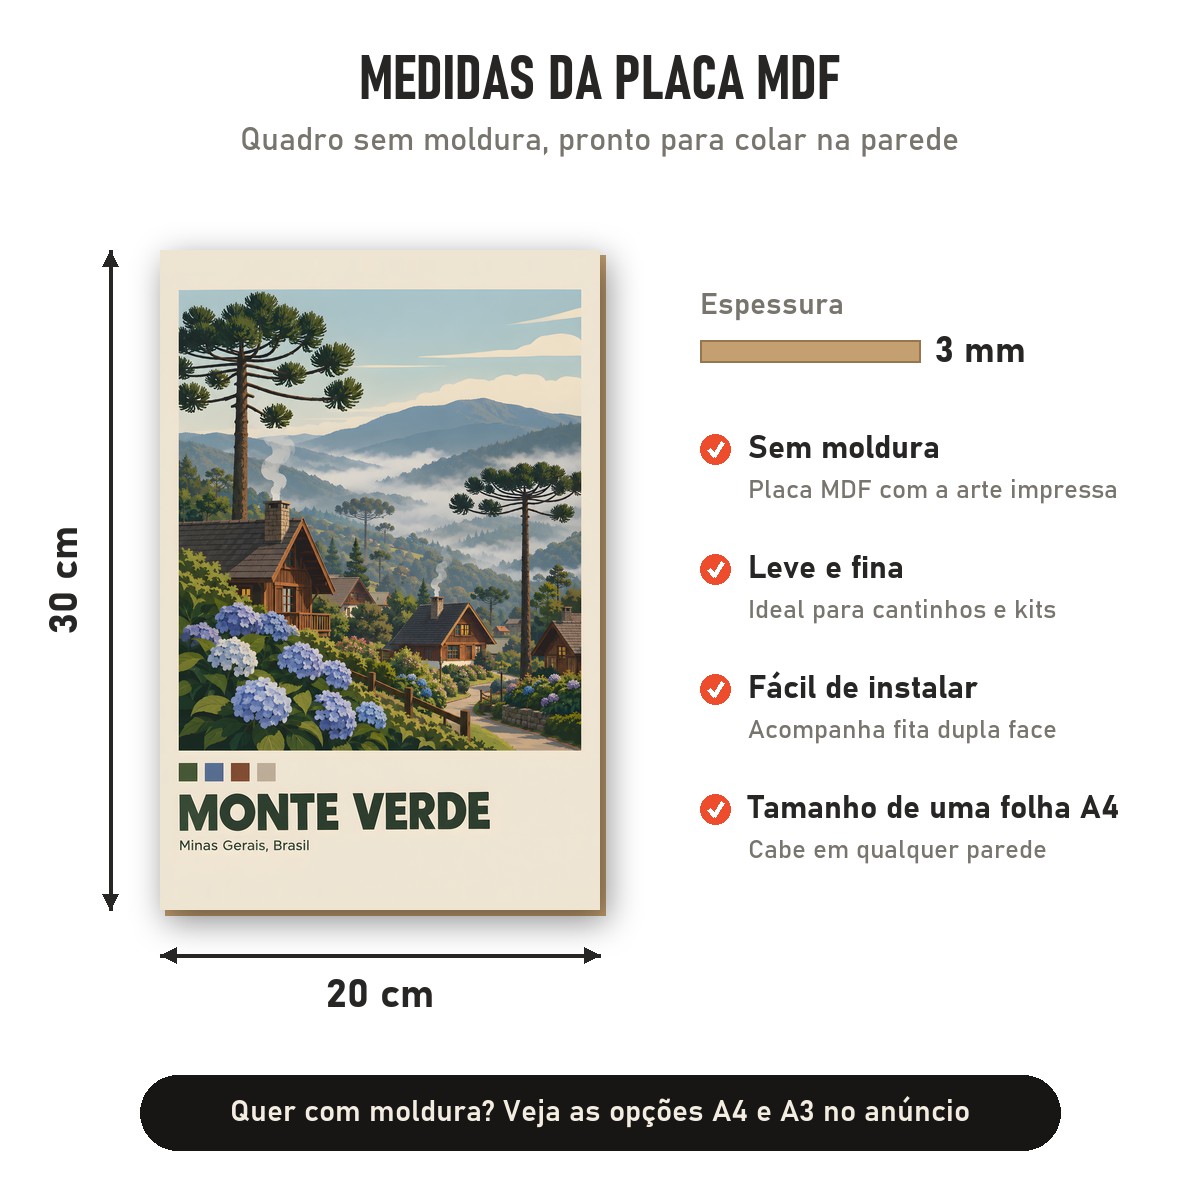 MEDIDAS DA PLACA MDF
Quadro sem moldura, pronto para colar na parede
30 cm
MONTE VERDE
Minas Gerais, Brasil
20 cm
Espessura
3 mm
Sem moldura
Placa MDF com a arte impressa
Leve e fina
Ideal para cantinhos e kits
Fácil de instalar
Acompanha fita dupla face
Tamanho de uma folha A4
Cabe em qualquer parede
Quer com moldura? Veja as opções A4 e A3 no anúncio